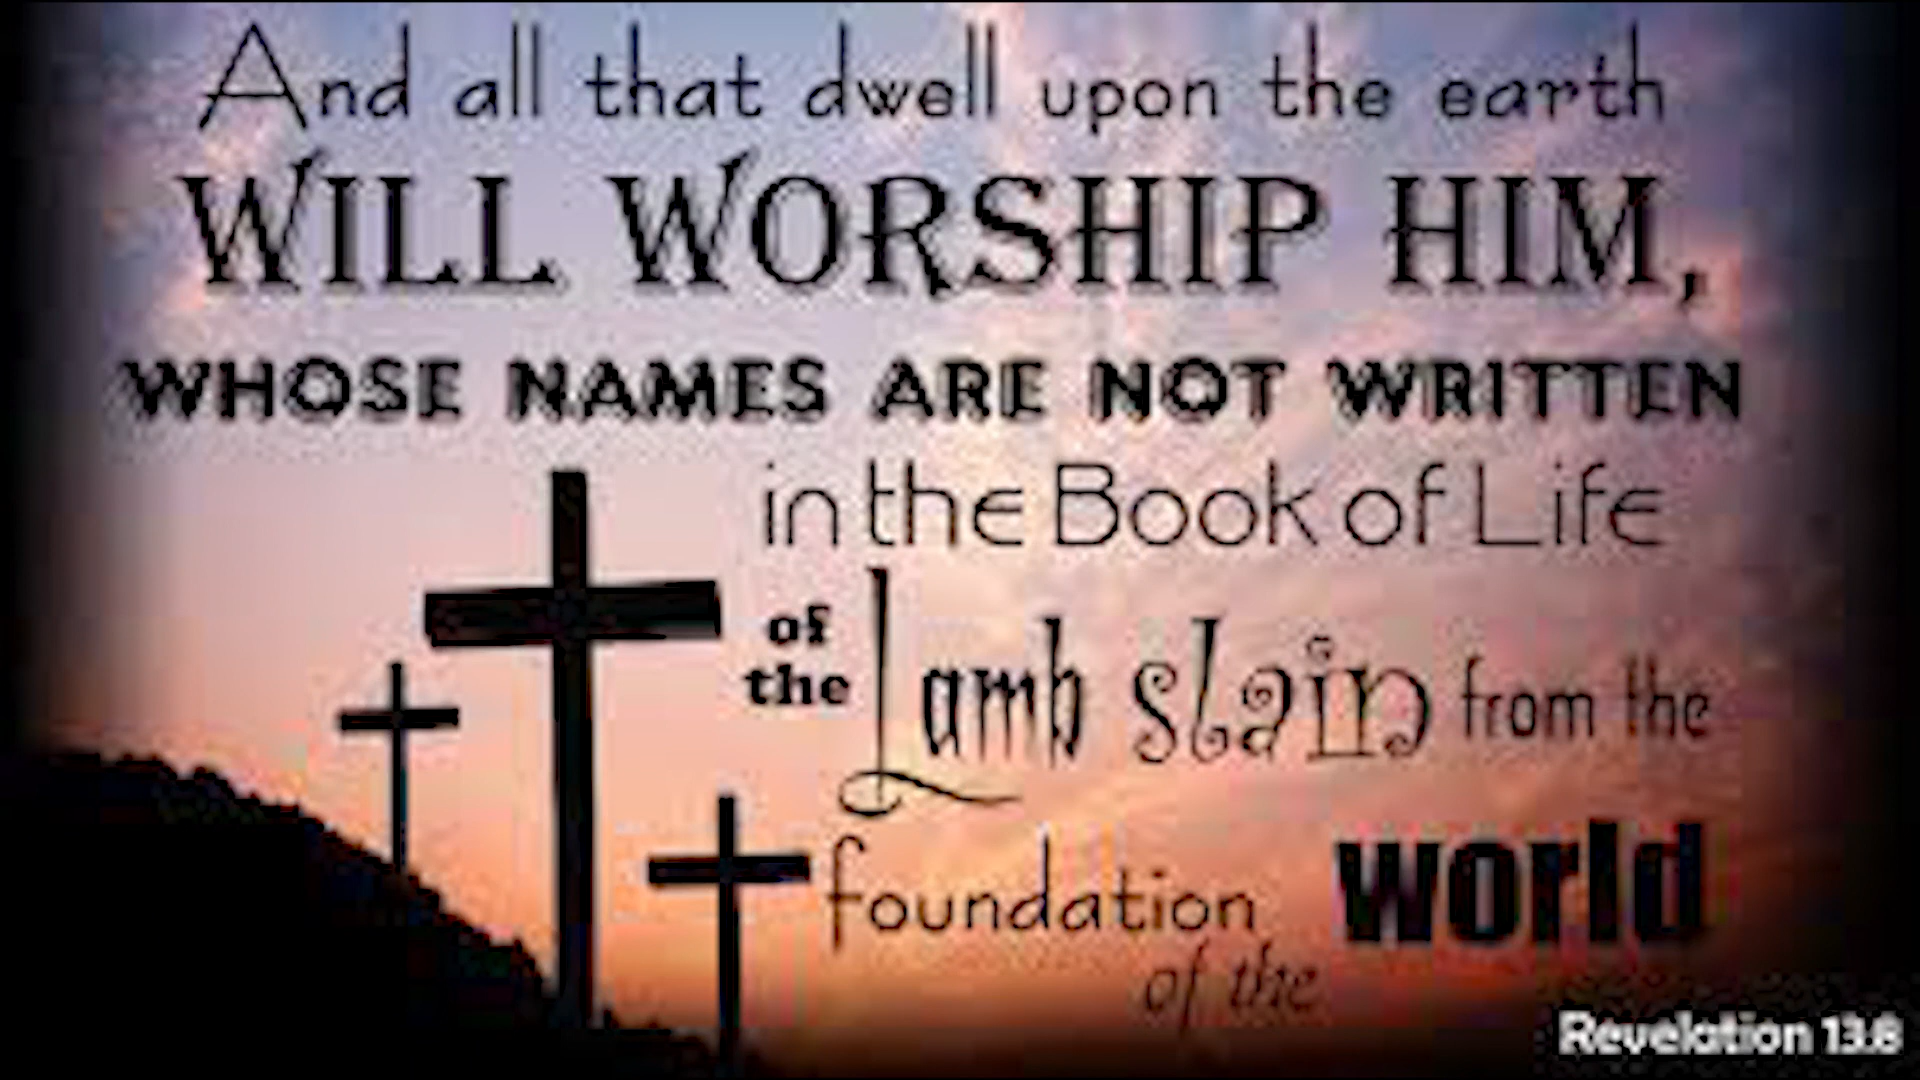 And all that dwell upon the earth
WILL WORSHIP HIM,
WHOSE NAMES ARE NOT WRITTEN
in the Book of Life
of the Lamb slain from the
foundation of the world
Revelation 13:8